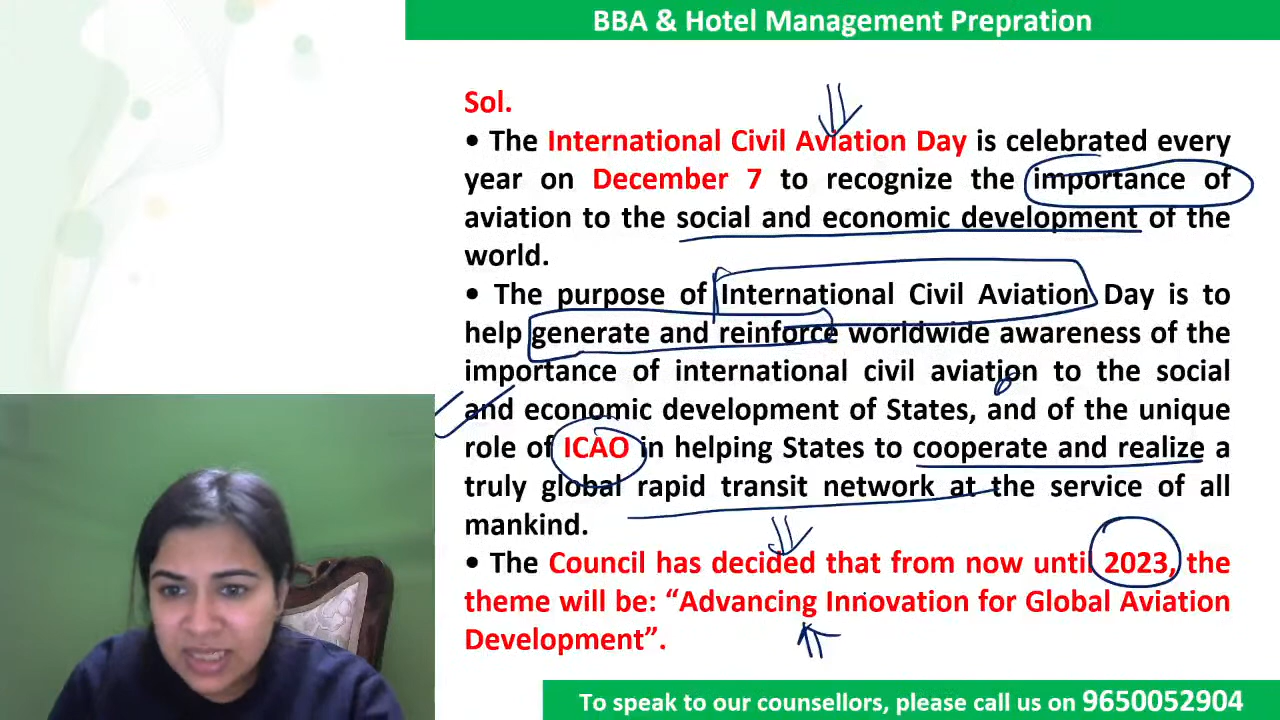 BBA & Hotel Management Prepration
Sol.
• The International Civil Aviation Day is celebrated every
year on December 7 to recognize the importance of
aviation to the social and economic development of the
world.
• The purpose of International Civil Aviation Day is to
help generate and reinforce worldwide awareness of the
importance of international civil aviation to the social
and economic development of States, and of the unique
role of ICAO in helping States to cooperate and realize a
truly global rapid transit network at the service of all
mankind.
• The Council has decided that from now until 2023, the
theme will be: “Advancing Innovation for Global Aviation
Development”.
To speak to our counsellors, please call us on 9650052904